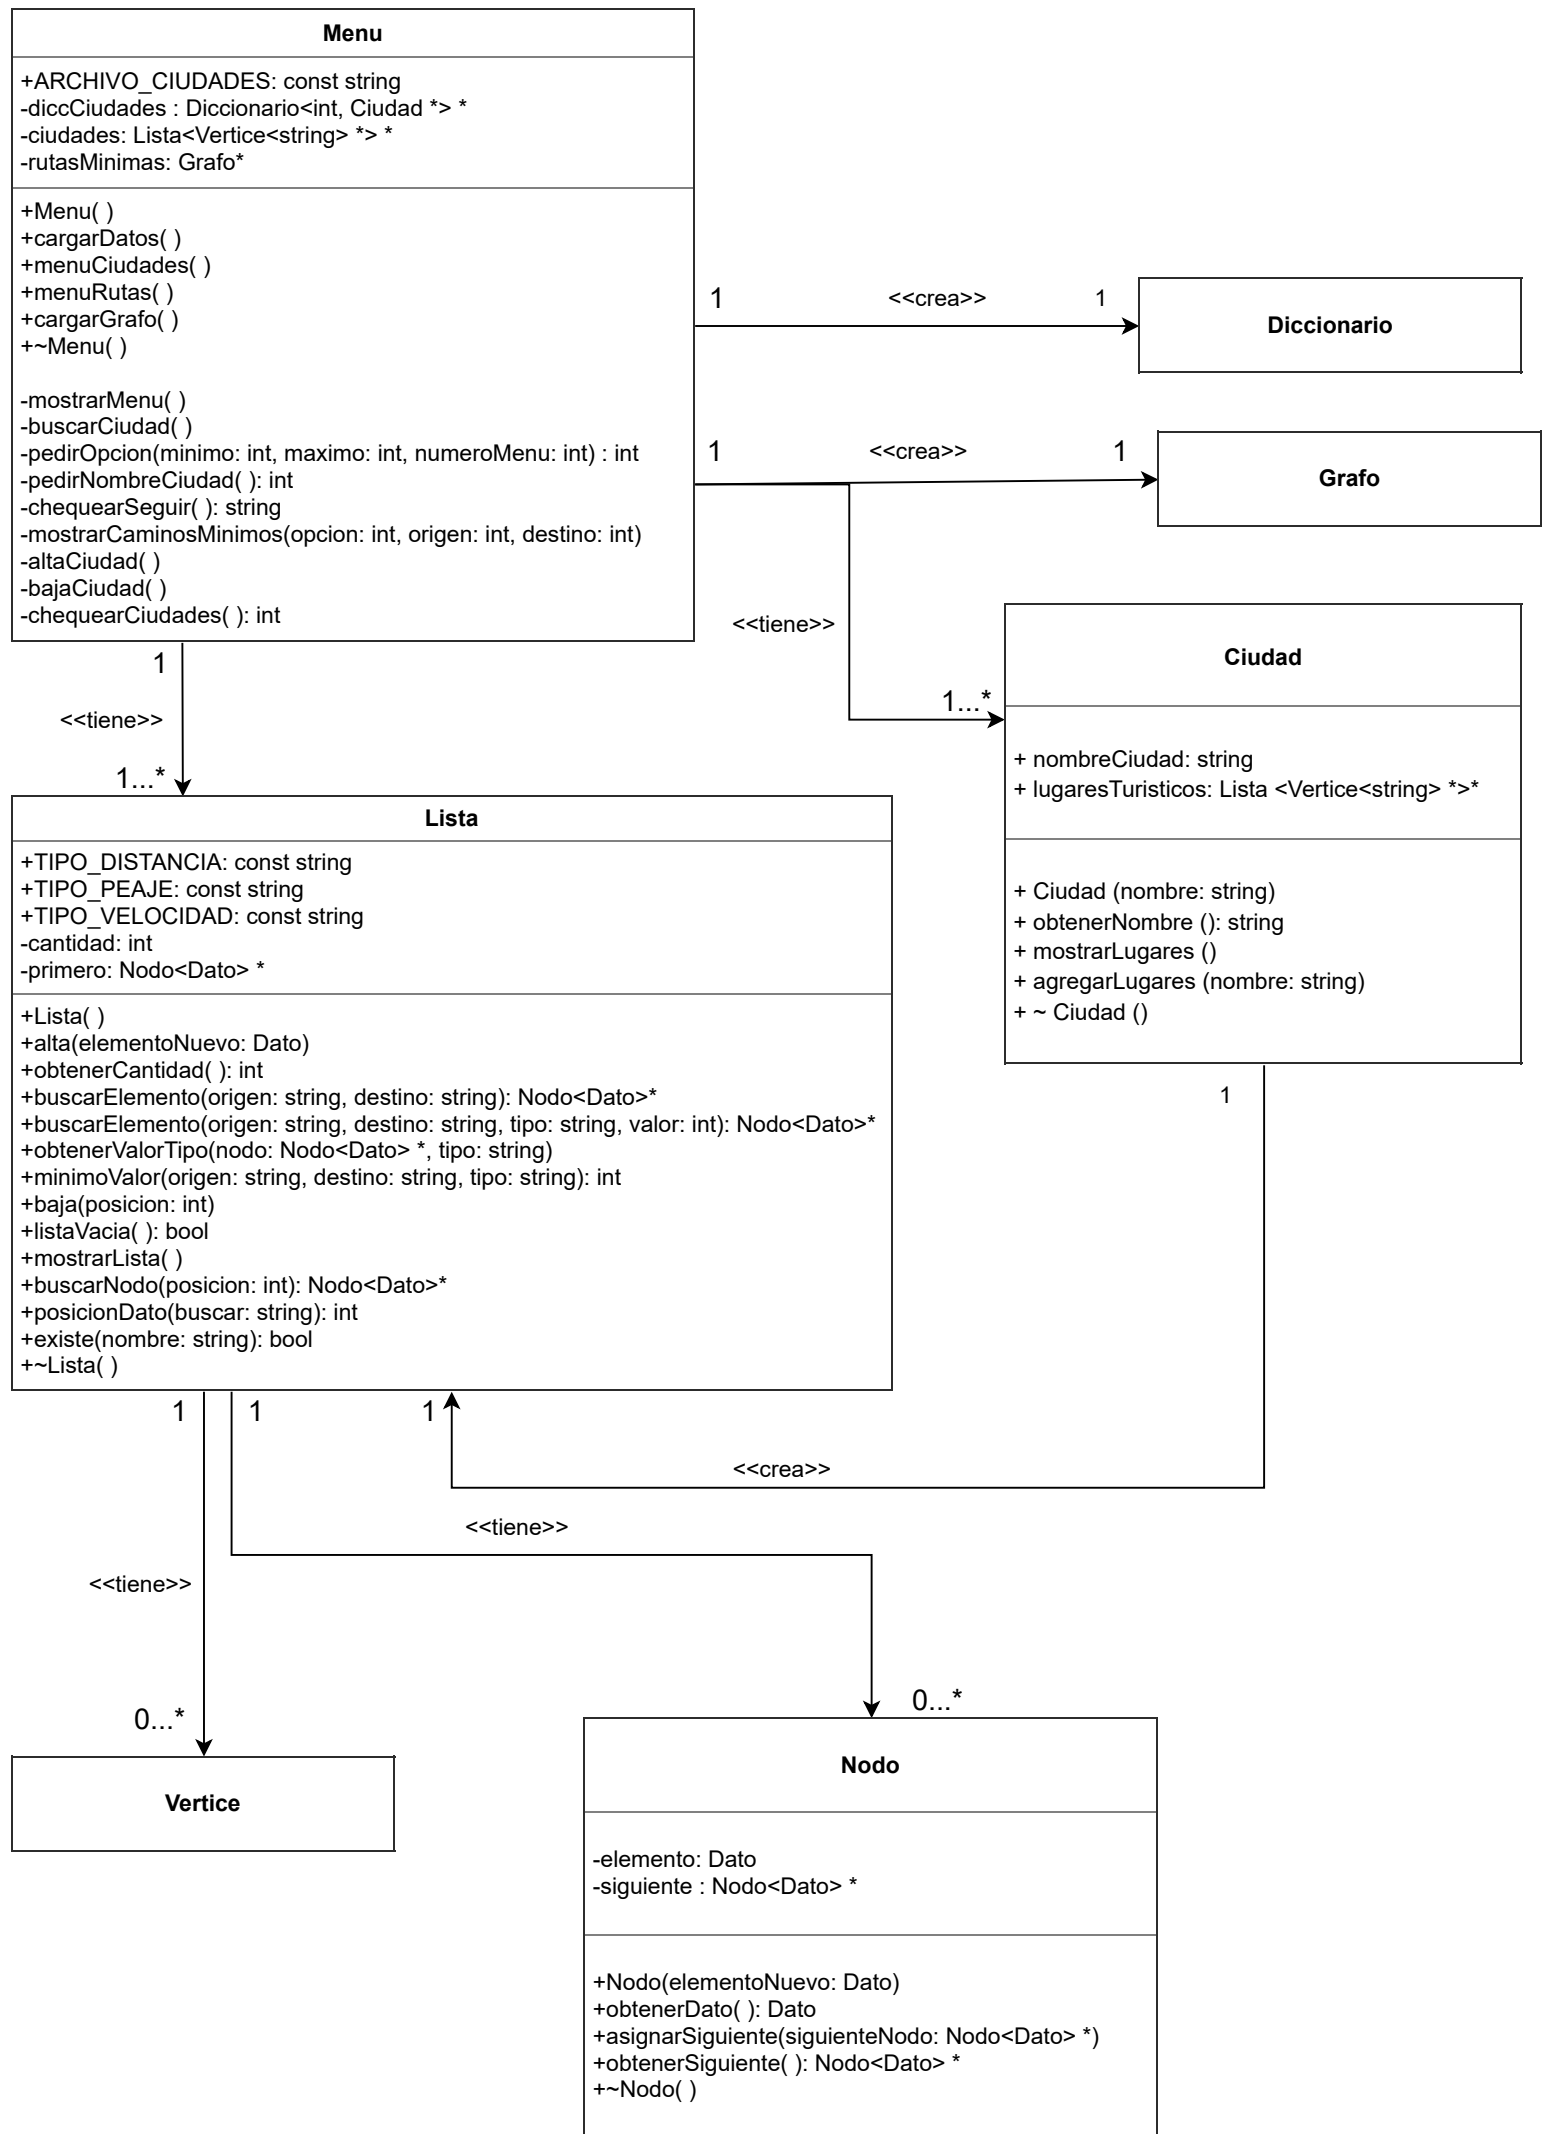 Menu
+ARCHIVO_CIUDADES: const string
-diccCiudades : Diccionario<int, Ciudad *> *
-ciudades: Lista<Vertice<string> *> *
-rutasMinimas: Grafo*
+Menu( )
+cargarDatos( )
+menuCiudades( )
+menuRutas( )
+cargarGrafo( )
+~Menu( )
-mostrarMenu( )
-buscarCiudad( )
-pedirOpcion(minimo: int, maximo: int, numeroMenu: int) : int
-pedirNombreCiudad( ): int
-chequearSeguir( ): string
-mostrarCaminosMinimos(opcion: int, origen: int, destino: int)
-altaCiudad( )
-bajaCiudad( )
-chequearCiudades( ): int
1
<<crea>>
1
Diccionario
1
<<crea>>
1
Grafo
<<tiene>>
1...*
Ciudad
+ nombreCiudad: string
+ lugaresTuristicos: Lista <Vertice<string> *>*
+ Ciudad (nombre: string)
+ obtenerNombre (): string
+ mostrarLugares ()
+ agregarLugares (nombre: string)
+ ~ Ciudad ()
1
1
<<tiene>>
1...*
Lista
+TIPO_DISTANCIA: const string
+TIPO_PEAJE: const string
+TIPO_VELOCIDAD: const string
-cantidad: int
-primero: Nodo<Dato> *
+Lista( )
+alta(elementoNuevo: Dato)
+obtenerCantidad( ): int
+buscarElemento(origen: string, destino: string): Nodo<Dato>*
+buscarElemento(origen: string, destino: string, tipo: string, valor: int): Nodo<Dato>*
+obtenerValorTipo(nodo: Nodo<Dato> *, tipo: string)
+minimoValor(origen: string, destino: string, tipo: string): int
+baja(posicion: int)
+listaVacia( ): bool
+mostrarLista( )
+buscarNodo(posicion: int): Nodo<Dato>*
+posicionDato(buscar: string): int
+existe(nombre: string): bool
+~Lista( )
1
1
1
<<crea>>
<<tiene>>
<<tiene>>
0...*
0...*
Vertice
Nodo
-elemento: Dato
-siguiente : Nodo<Dato> *
+Nodo(elementoNuevo: Dato)
+obtenerDato( ): Dato
+asignarSiguiente(siguienteNodo: Nodo<Dato> *)
+obtenerSiguiente( ): Nodo<Dato> *
+~Nodo( )